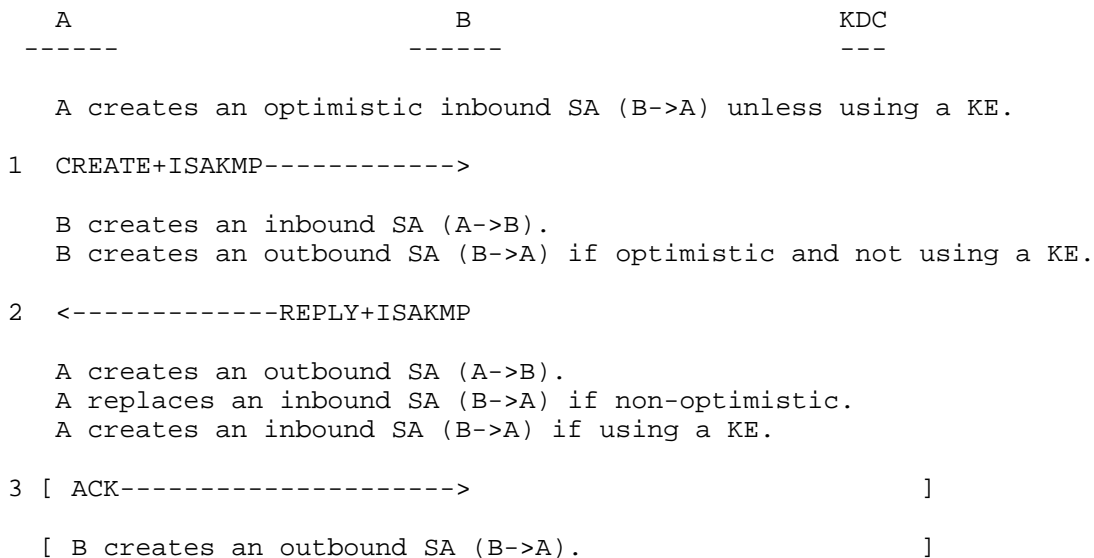 A                        B                       KDC
------                 ------                     ---
A creates an optimistic inbound SA (B->A) unless using a KE.
1  CREATE+ISAKMP------------>
B creates an inbound SA (A->B).
B creates an outbound SA (B->A) if optimistic and not using a KE.
2  <-------------REPLY+ISAKMP
A creates an outbound SA (A->B).
A replaces an inbound SA (B->A) if non-optimistic.
A creates an inbound SA (B->A) if using a KE.
3 [ ACK--------------------->                            ]
[ B creates an outbound SA (B->A).                     ]